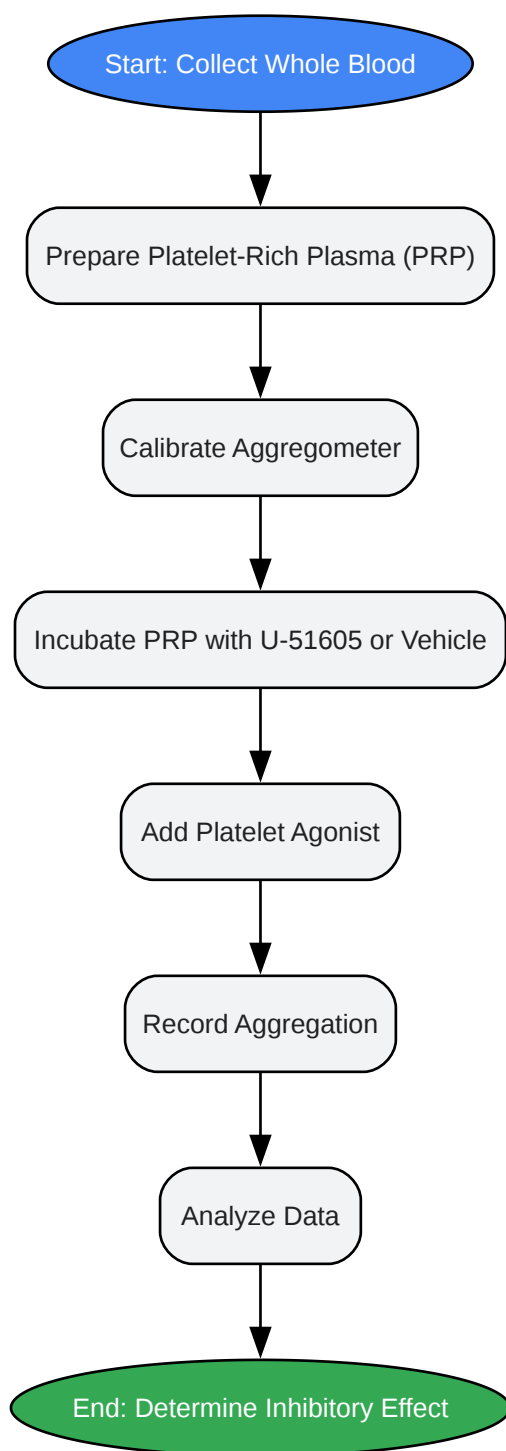 Start: Collect Whole Blood
Prepare Platelet-Rich Plasma (PRP)
Calibrate Aggregometer
Incubate PRP with U-51605 or Vehicle
Add Platelet Agonist
Record Aggregation
Analyze Data
End: Determine Inhibitory Effect